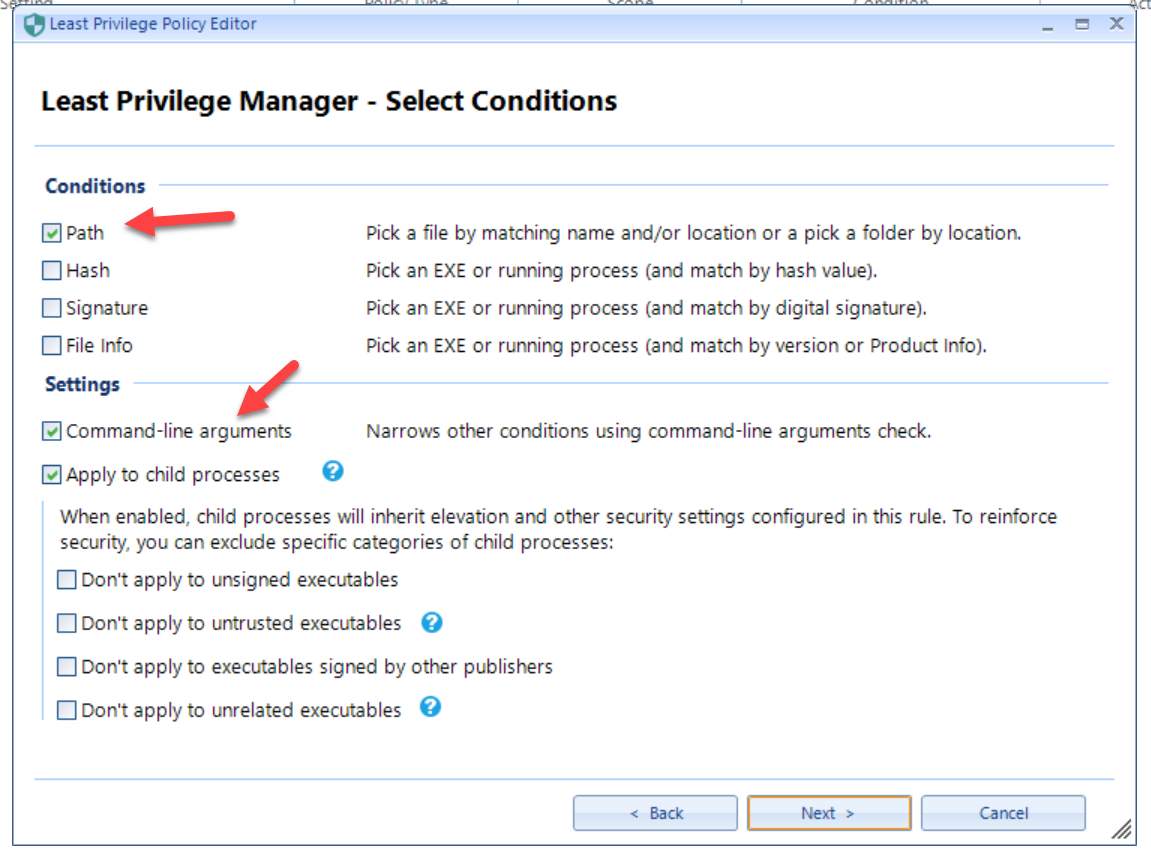 Setting Policy Type Scope Condition Act
Least Privilege Policy Editor
Least Privilege Manager - Select Conditions
Conditions
Path Pick a file by matching name and/or location or a pick a folder by location.
Hash Pick an EXE or running process (and match by hash value).
Signature Pick an EXE or running process (and match by digital signature).
File Info Pick an EXE or running process (and match by version or Product Info).
Settings
Command-line arguments Narrows other conditions using command-line arguments check.
Apply to child processes ?
When enabled, child processes will inherit elevation and other security settings configured in this rule. To reinforce
security, you can exclude specific categories of child processes:
Don't apply to unsigned executables
Don't apply to untrusted executables ?
Don't apply to executables signed by other publishers
Don't apply to unrelated executables ?
< Back Next > Cancel